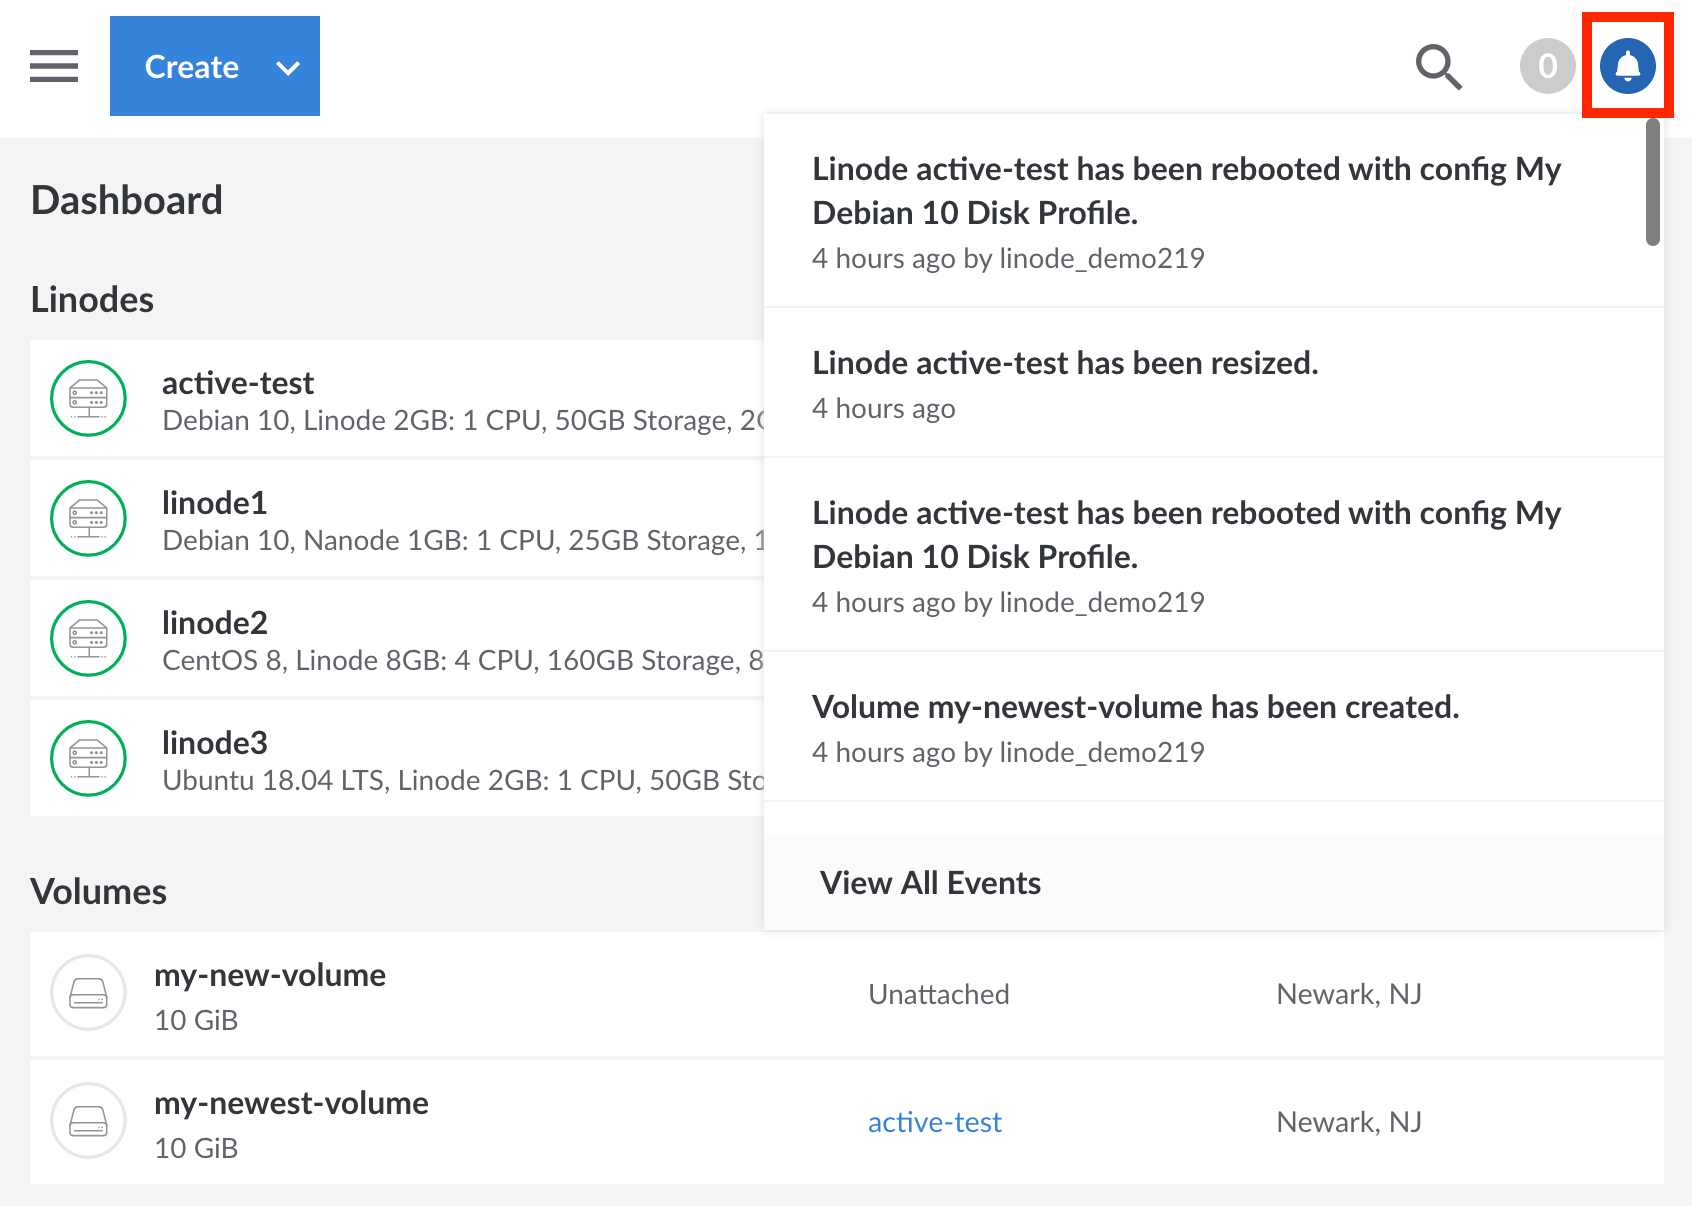 Create
0
Linode active-test has been rebooted with config My
Debian 10 Disk Profile.
4 hours ago by linode_demo219
Linode active-test has been resized.
4 hours ago
Linode active-test has been rebooted with config My
Debian 10 Disk Profile.
4 hours ago by linode_demo219
Volume my-newest-volume has been created.
4 hours ago by linode_demo219
View All Events
Dashboard
Linodes
active-test
Debian 10, Linode 2GB: 1 CPU, 50GB Storage,
linode1
Debian 10, Nanode 1GB: 1 CPU, 25GB Storage, 1
linode2
CentOS 8, Linode 8GB: 4 CPU, 160GB Storage, 8
linode3
Ubuntu 18.04 LTS, Linode 2GB: 1 CPU, 50GB
Volumes
my-new-volume
10 GiB
Unattached
Newark, NJ
my-newest-volume
10 GiB
active-test
Newark, NJ